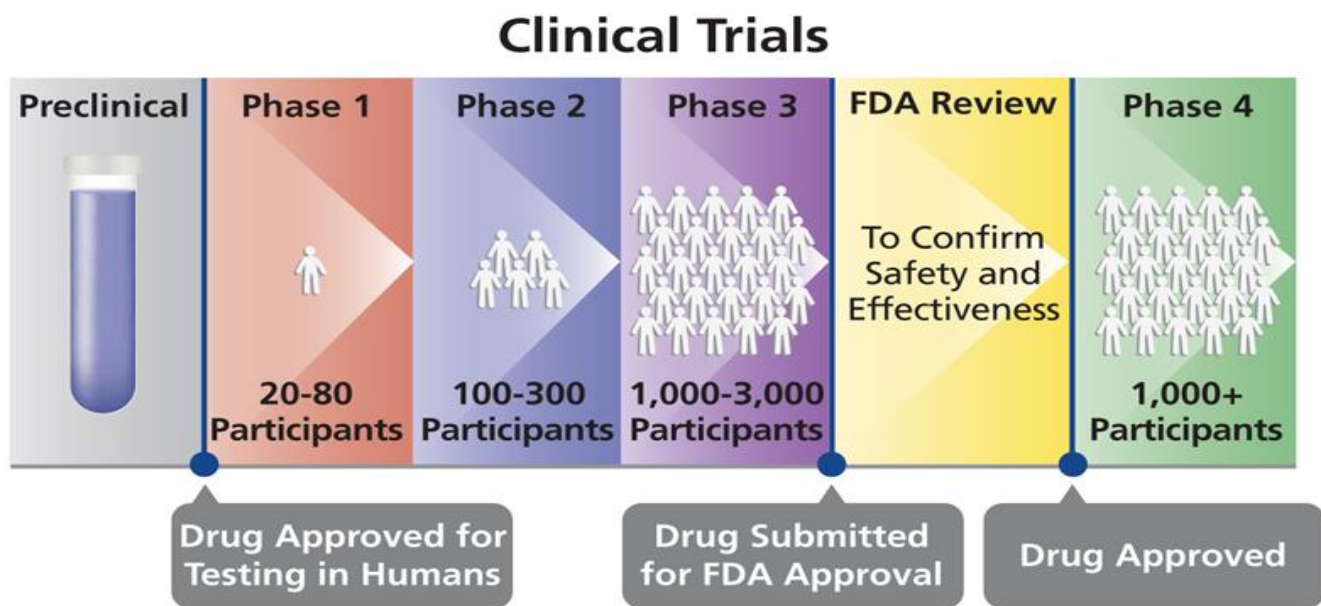 Clinical Trials
Preclinical
Phase 1
20-80
Participants
Phase 2
100-300
Participants
Phase 3
1,000-3,000
Participants
FDA Review
To Confirm
Safety and
Effectiveness
Phase 4
1,000+
Participants
Drug Approved for
Testing in Humans
Drug Submitted
for FDA Approval
Drug Approved